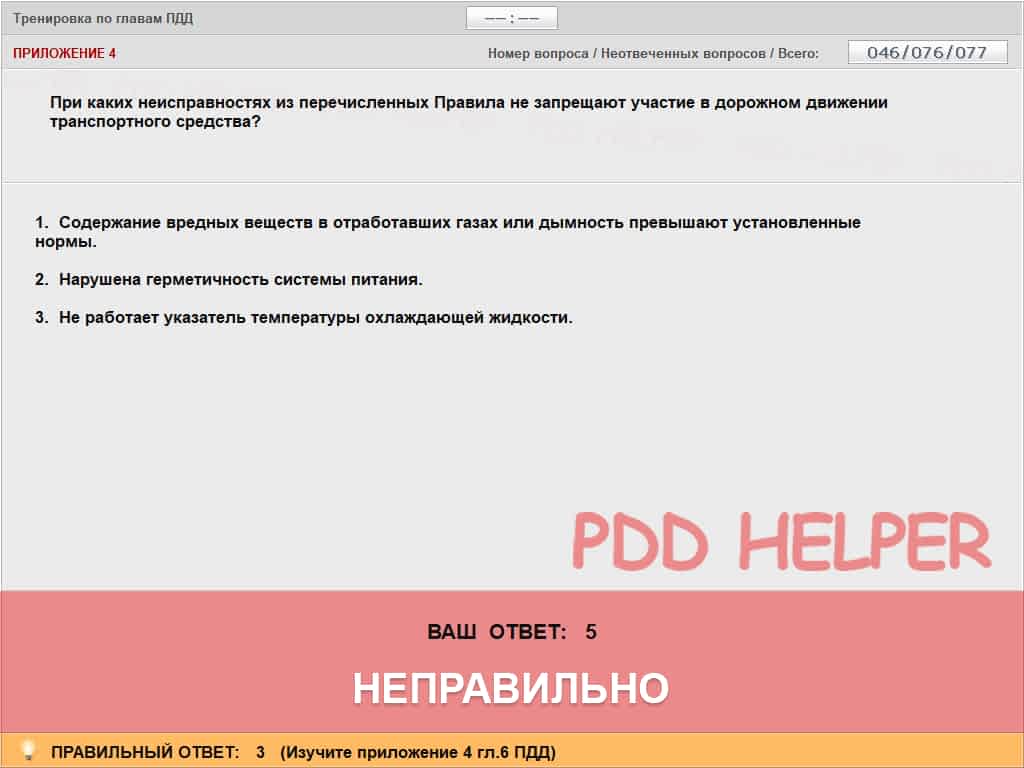 Тренировка по главам ПДД
-- : --
ПРИЛОЖЕНИЕ 4
Номер вопроса / Неотвеченных вопросов / Всего:
046/076/077
При каких неисправностях из перечисленных Правила не запрещают участие в дорожном движении
транспортного средства?
1. Содержание вредных веществ в отработавших газах или дымность превышают установленные
нормы.
2. Нарушена герметичность системы питания.
3. Не работает указатель температуры охлаждающей жидкости.
PDD HELPER
ВАШ ОТВЕТ: 5
НЕПРАВИЛЬНО
ПРАВИЛЬНЫЙ ОТВЕТ: 3 (Изучите приложение 4 гл.6 ПДД)